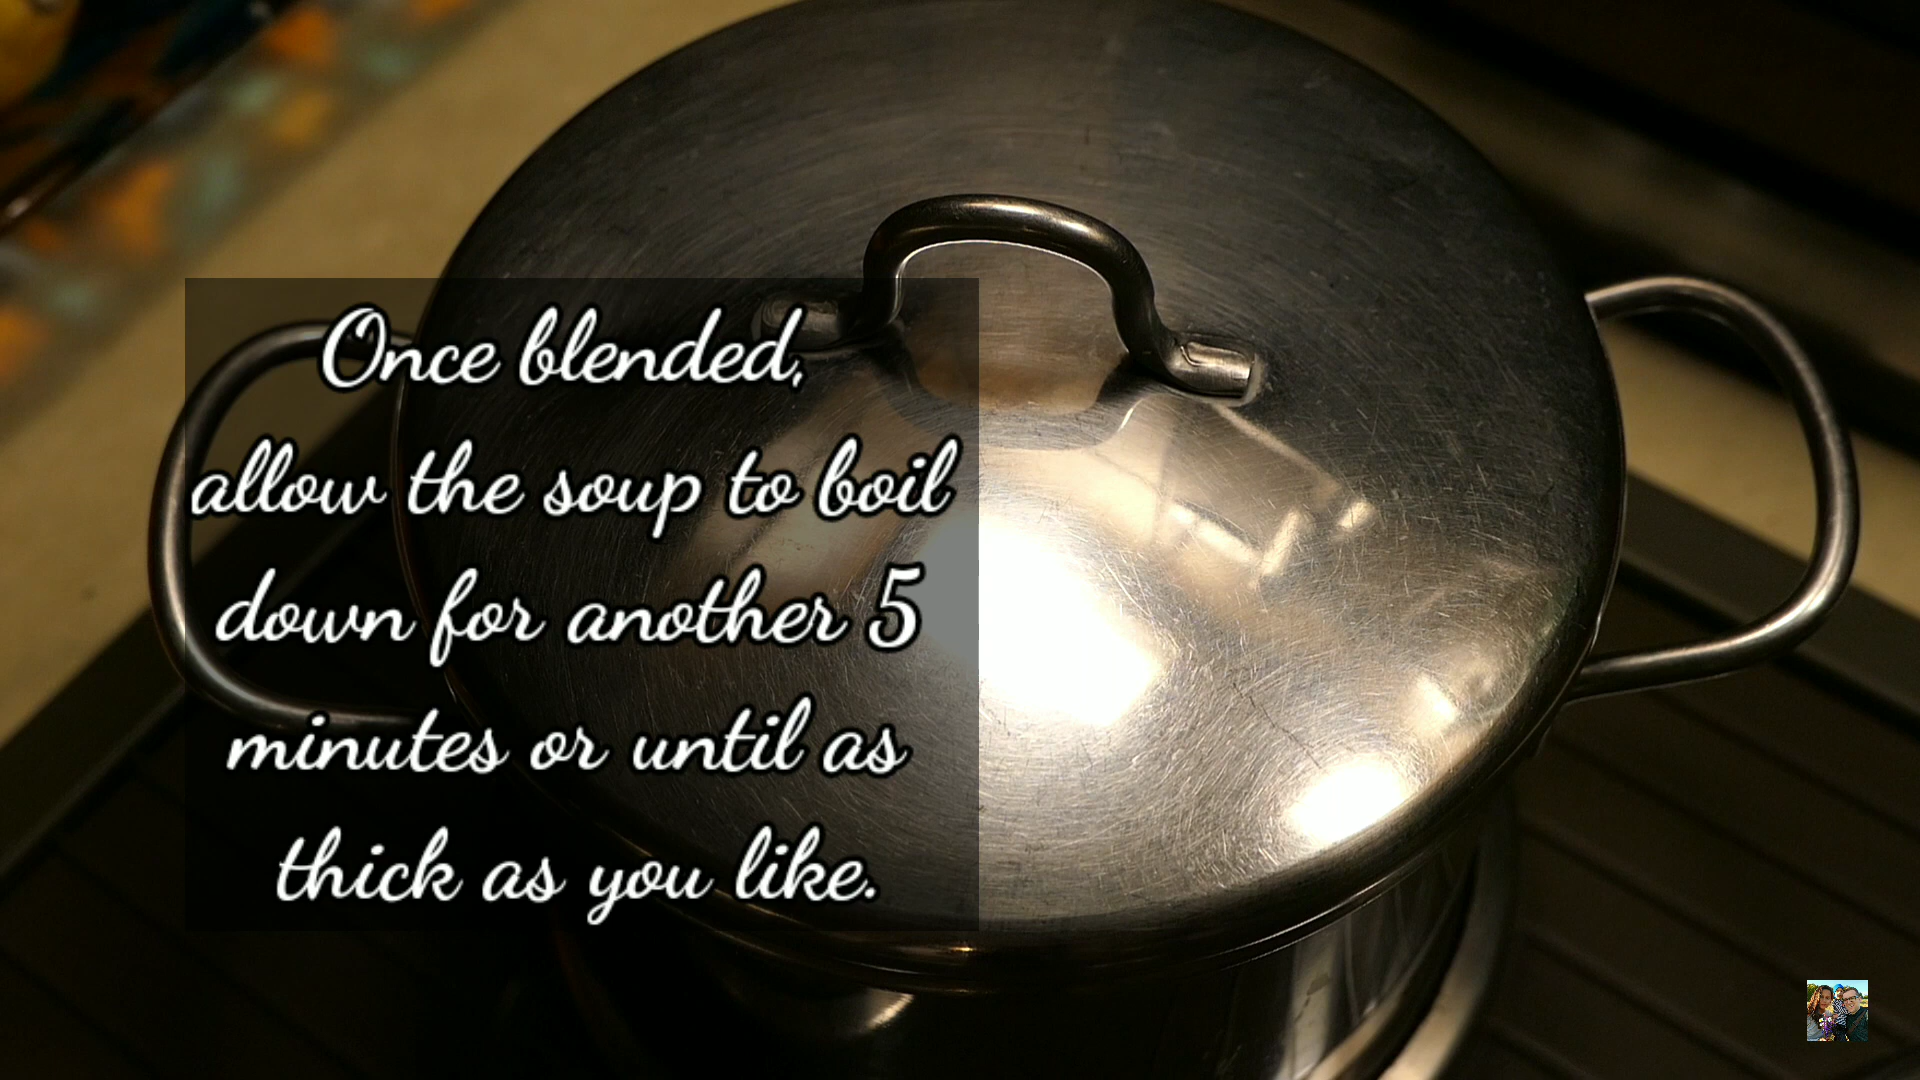 Once blended,
allow the soup to boil
down for another 5
minutes or until as
thick as you like.